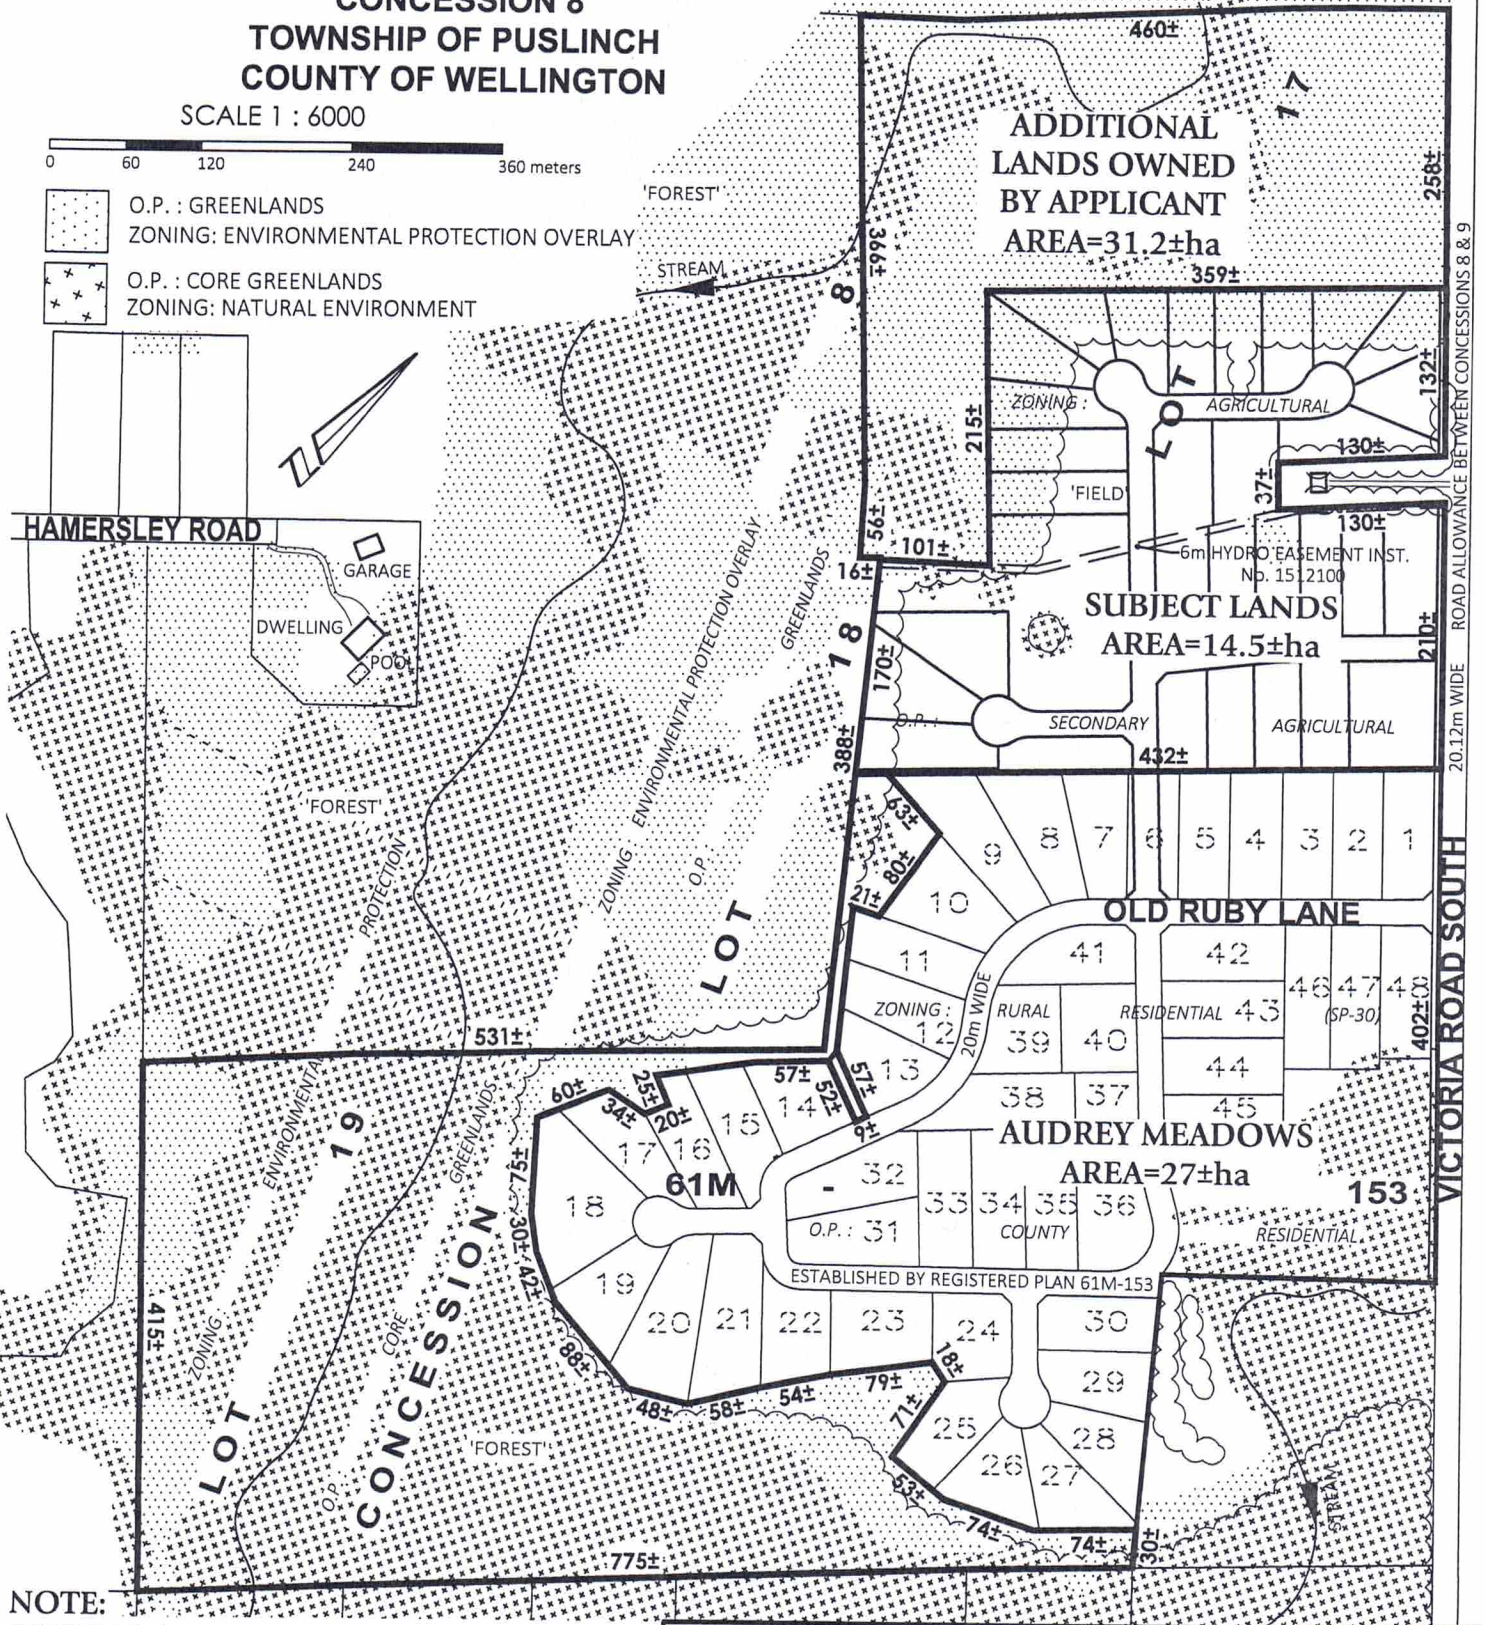 CONCESSION 8
TOWNSHIP OF PUSLINCH
COUNTY OF WELLINGTON
SCALE 1 : 6000
0 60 120 240 360 meters
O.P. : GREENLANDS
ZONING: ENVIRONMENTAL PROTECTION OVERLAY
O.P. : CORE GREENLANDS
ZONING: NATURAL ENVIRONMENT
'FOREST'
STREAM
460±
17
ADDITIONAL
LANDS OWNED
BY APPLICANT
AREA=31.2±ha
258±
366±
8
359±
132±
215±
ZONING :
AGRICULTURAL
LOT
130±
37±
'FIELD'
130±
56±
101±
16±
6m HYDRO EASEMENT INST.
No. 1512100
SUBJECT LANDS
AREA=14.5±ha
210±
18
170±
O.P. :
SECONDARY
AGRICULTURAL
432±
388±
20.12m WIDE ROAD ALLOWANCE BETWEEN CONCESSIONS 8 & 9
HAMERSLEY ROAD
GARAGE
DWELLING
POOL
'FOREST'
ZONING : ENVIRONMENTAL PROTECTION OVERLAY
O.P. : GREENLANDS
LOT
63±
80±
21±
9 8 7 6 5 4 3 2 1
10
OLD RUBY LANE
11
41
42
46 47 48
ZONING :
RURAL
RESIDENTIAL
43
(SP-30)
12
20m WIDE
39
40
44
402±
VICTORIA ROAD SOUTH
13
38
37
45
531±
57±
57±
52±
9±
60±
34±
25±
20±
14
15
16
17
AUDREY MEADOWS
AREA=27±ha
61M
-
153
32
33 34 35 36
O.P. :
31
COUNTY
RESIDENTIAL
ESTABLISHED BY REGISTERED PLAN 61M-153
18
75±
30±
42±
19
20
21
22
23
24
30
29
88±
48±
58±
54±
79±
18±
71±
25
26
27
28
53±
74±
74±
30±
STREAM
ZONING : ENVIRONMENTAL PROTECTION
O.P. : CORE GREENLANDS
LOT 19
CONCESSION
415±
'FOREST'
775±
NOTE: